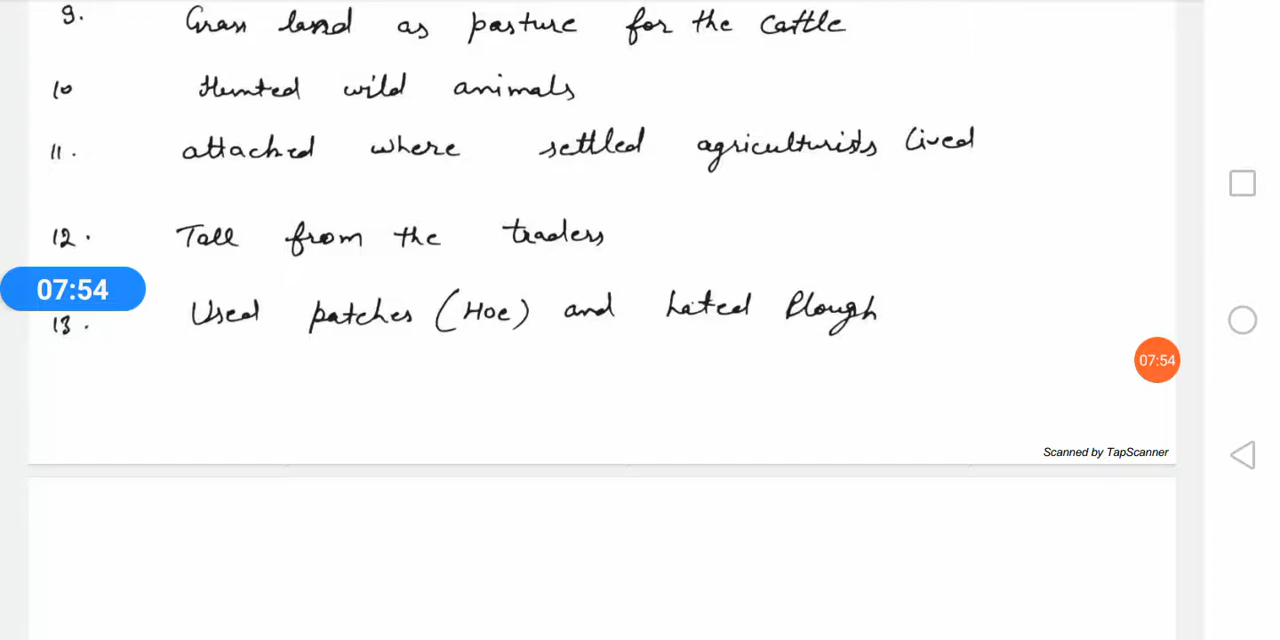 9. Grass land as pasture for the cattle
10 Hunted wild animals
11. attached where settled agriculturists lived
12. Toll from the traders
07:54
13. Used patches (Hoe) and hated Plough
07:54
Scanned by TapScanner